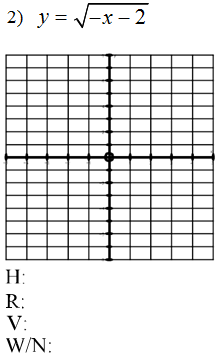 2) y = √(-x - 2)
H:
R:
V:
W/N: